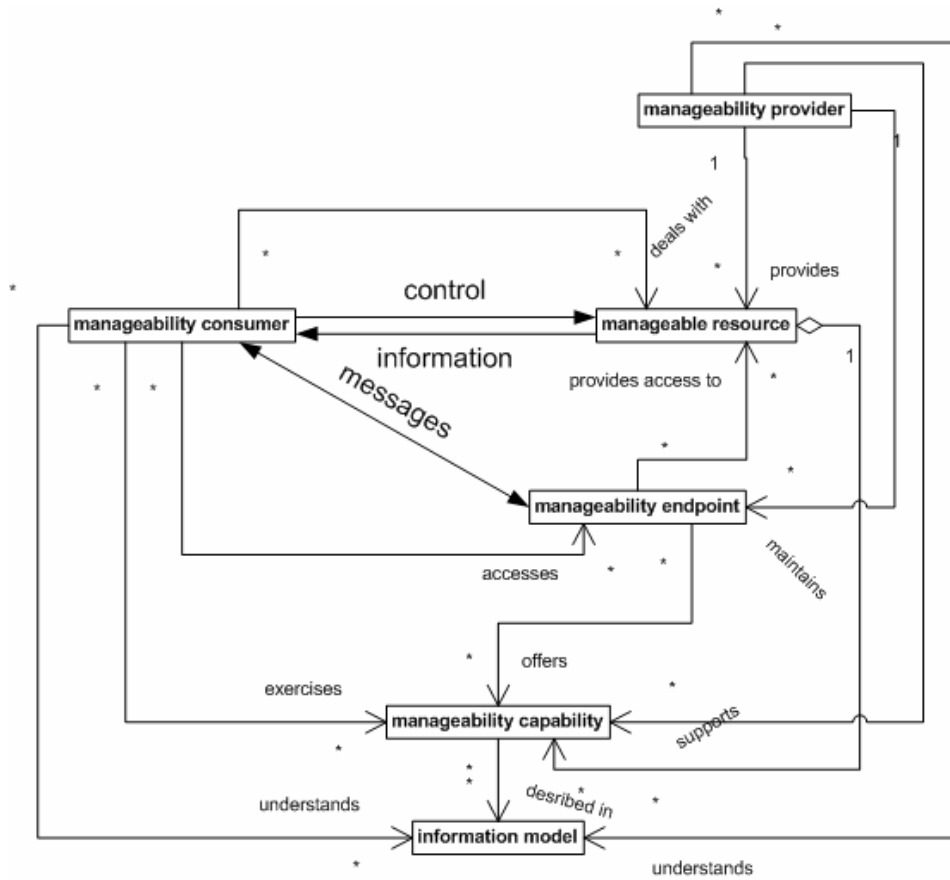 *
*
manageability provider
1
1
deals with
*
*
*
provides
*
control
manageability consumer
manageable resource
information
1
provides access to
*
messages
*
*
*
*
manageability endpoint
maintains
accesses
*
*
*
offers
exercises
*
manageability capability
supports
*
*
*
desribed in
*
*
understands
information model
*
understands